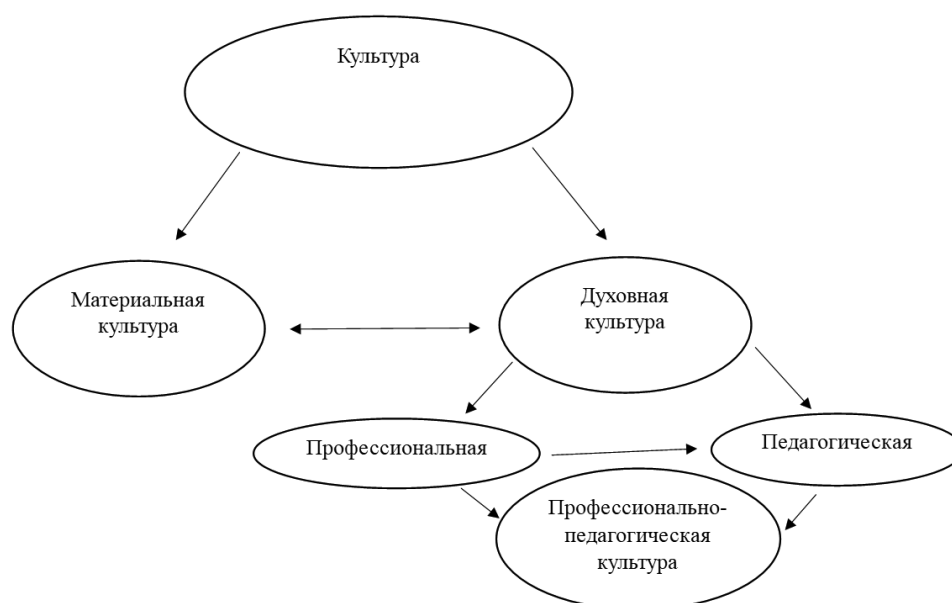 Культура
Материальная
культура
Духовная
культура
Профессиональная
Педагогическая
Профессионально-
педагогическая
культура